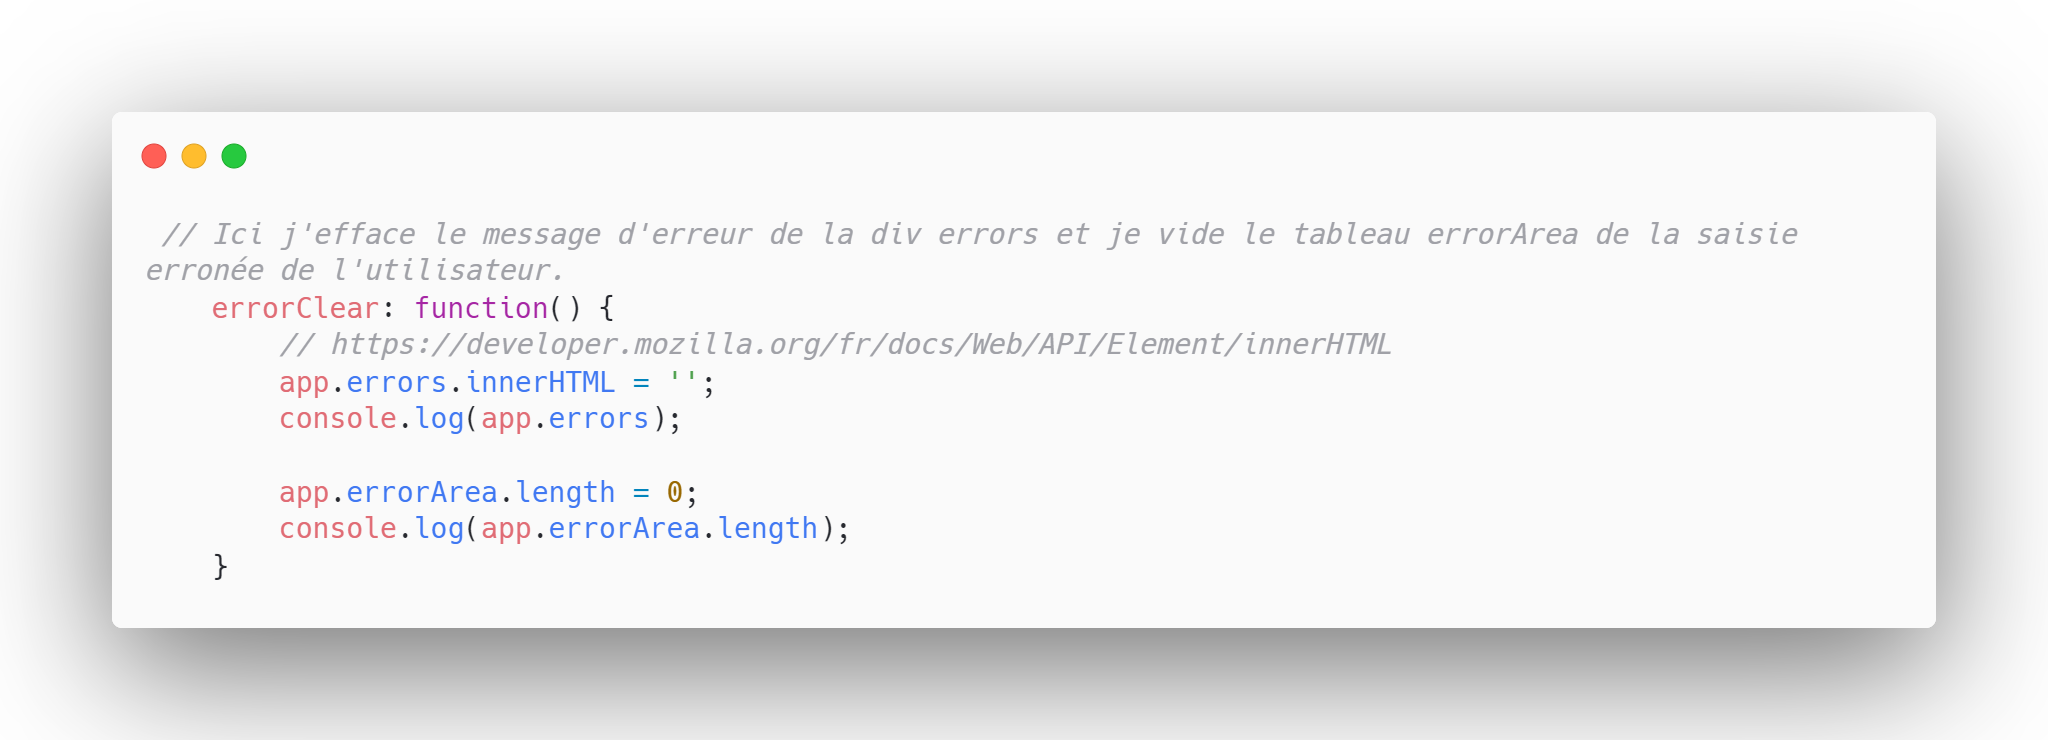 // Ici j'efface le message d'erreur de la div errors et je vide le tableau errorArea de la saisie
erronée de l'utilisateur.
errorClear: function() {
// https://developer.mozilla.org/fr/docs/Web/API/Element/innerHTML
app.errors.innerHTML = '';
console.log(app.errors);
app.errorArea.length = 0;
console.log(app.errorArea.length);
}